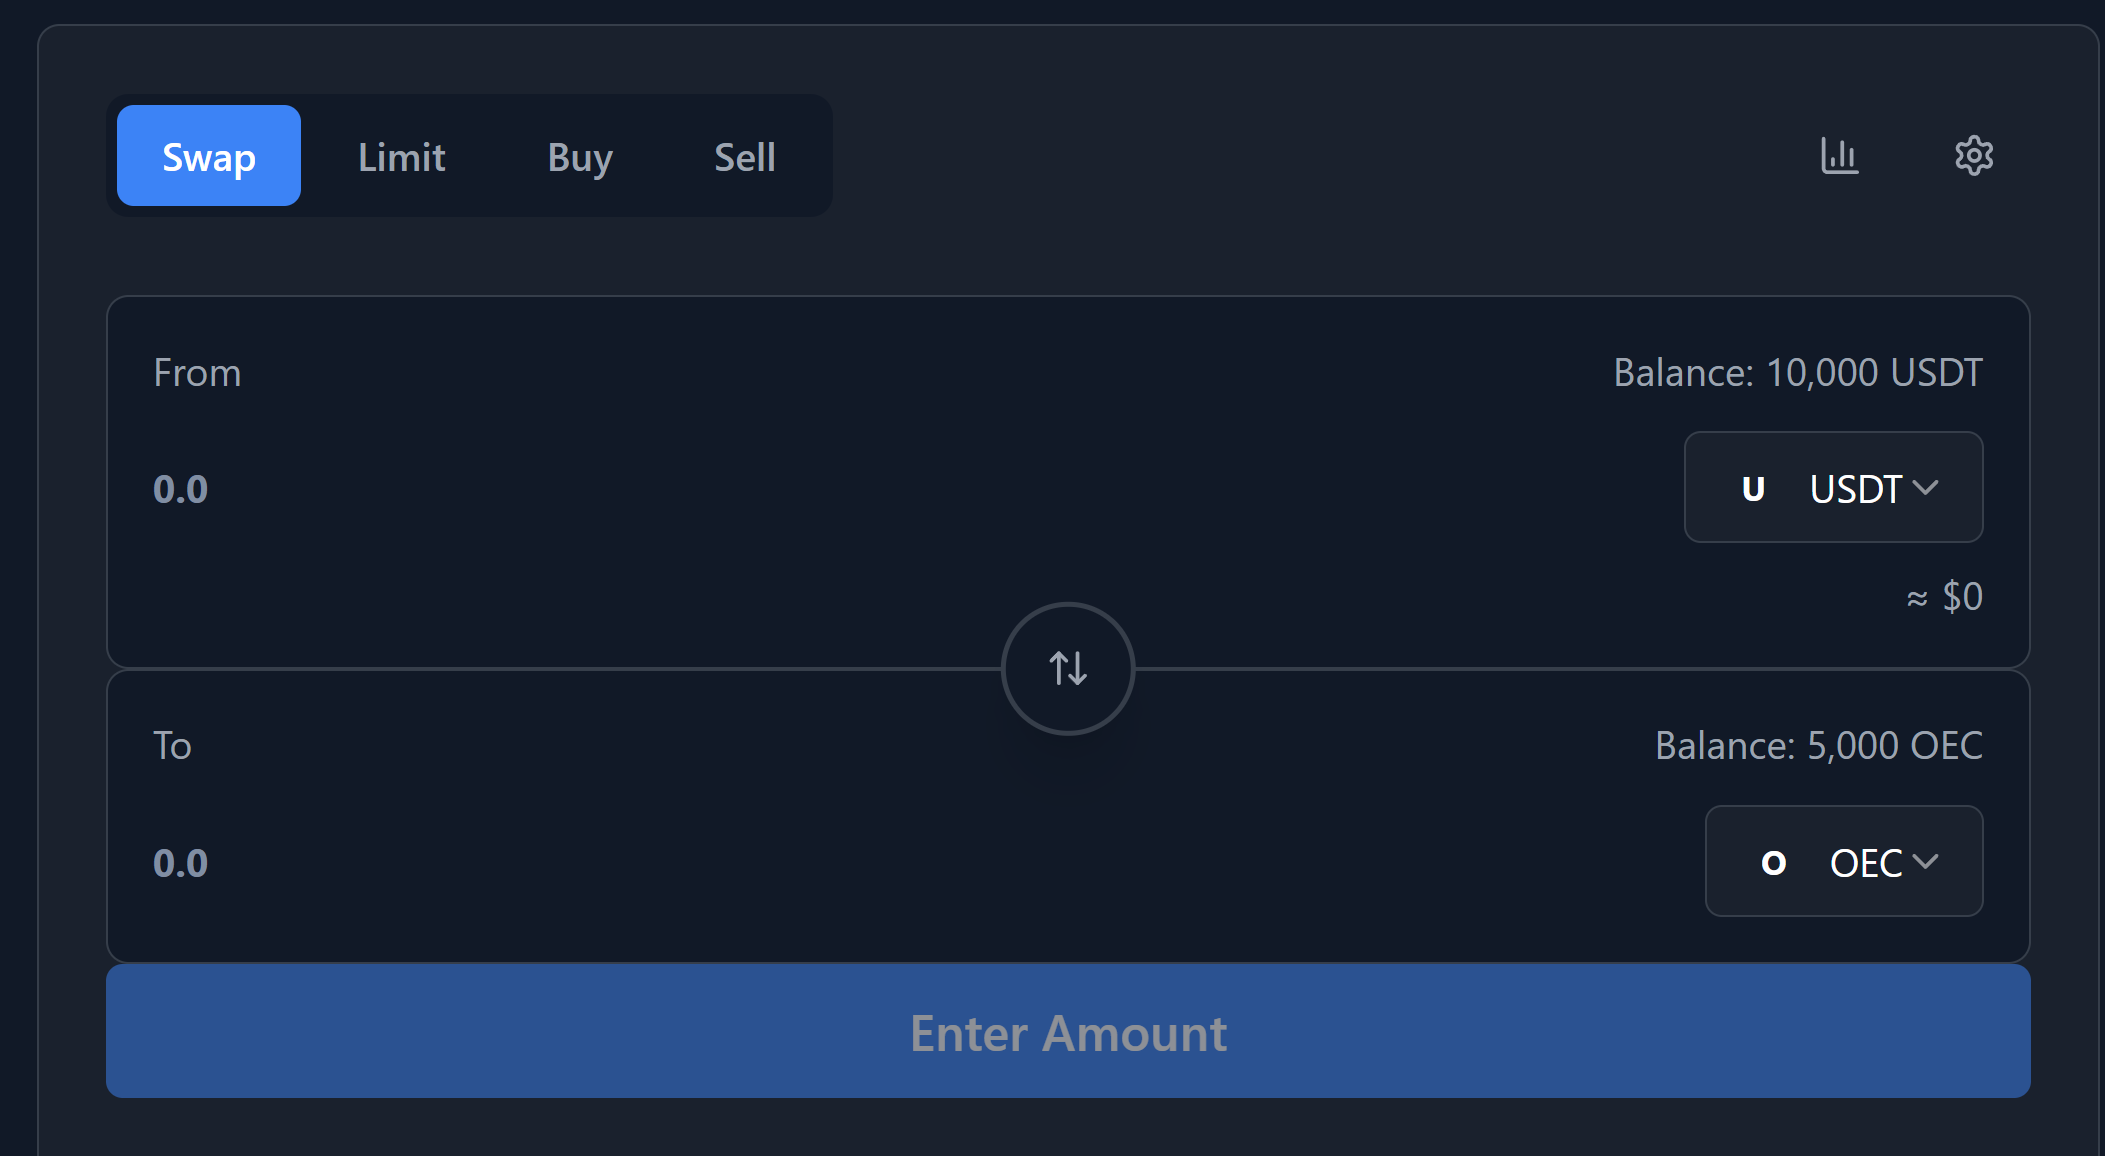 Swap Limit Buy Sell
From Balance: 10,000 USDT
0.0 U USDT
≈ $0
To Balance: 5,000 OEC
0.0 O OEC
Enter Amount